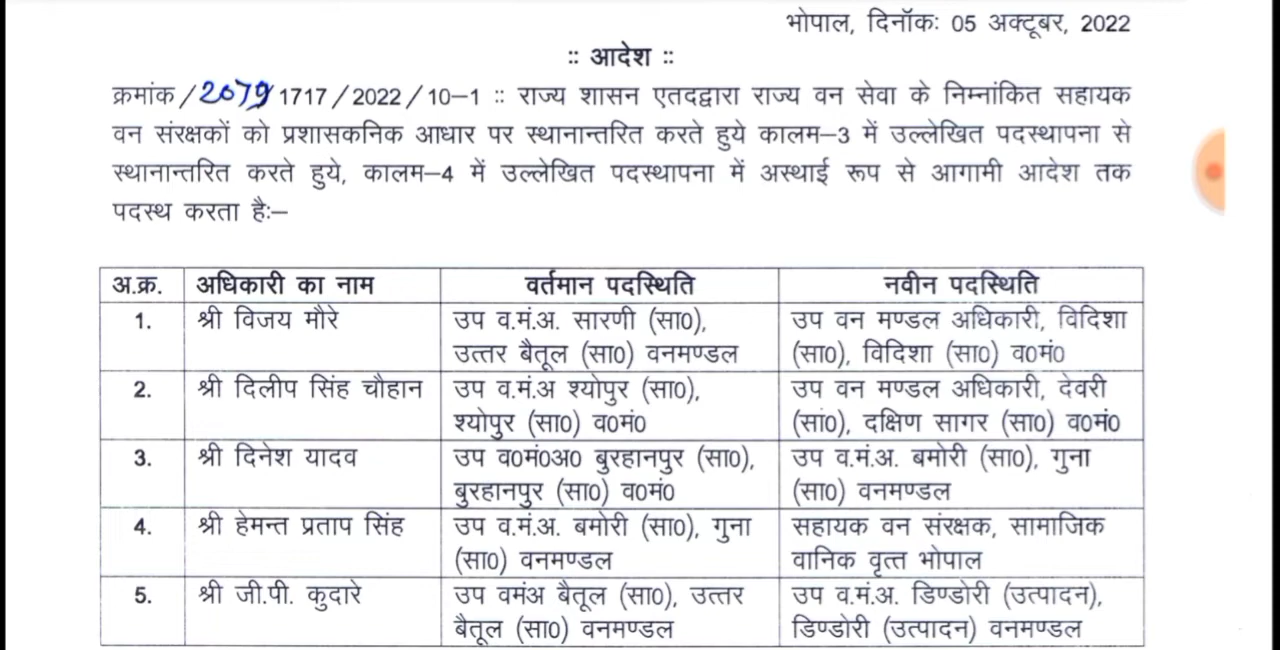 भोपाल, दिनॉकः 05 अक्टूबर, 2022
:: आदेश ::
क्रमांक / 2079 1717 / 2022 / 10–1 :: राज्य शासन एतदद्वारा राज्य वन सेवा के निम्नांकित सहायक
वन संरक्षकों को प्रशासकनिक आधार पर स्थानान्तरित करते हुये कालम–3 में उल्लेखित पदस्थापना से
स्थानान्तरित करते हुये, कालम–4 में उल्लेखित पदस्थापना में अस्थाई रूप से आगामी आदेश तक
पदस्थ करता हैः–
अ.क्र. अधिकारी का नाम वर्तमान पदस्थिति नवीन पदस्थिति
1. श्री विजय मौरे उप व.मं.अ. सारणी (सा0), उप वन मण्डल अधिकारी, विदिशा
उत्तर बैतूल (सा0) वनमण्डल (सा0), विदिशा (सा0) व0मं0
2. श्री दिलीप सिंह चौहान उप व.मं.अ श्योपुर (सा0), उप वन मण्डल अधिकारी, देवरी
श्योपुर (सा0) व0मं0 (सां0), दक्षिण सागर (सा0) व0मं0
3. श्री दिनेश यादव उप व0मं0अ0 बुरहानपुर (सा0), उप व.मं.अ. बमोरी (सा0), गुना
बुरहानपुर (सा0) व0मं0 (सा0) वनमण्डल
4. श्री हेमन्त प्रताप सिंह उप व.मं.अ. बमोरी (सा0), गुना सहायक वन संरक्षक, सामाजिक
(सा0) वनमण्डल वानिक वृत्त भोपाल
5. श्री जी.पी. कुदारे उप वमंअ बैतूल (सा0), उत्तर उप व.मं.अ. डिण्डोरी (उत्पादन),
बैतूल (सा0) वनमण्डल डिण्डोरी (उत्पादन) वनमण्डल